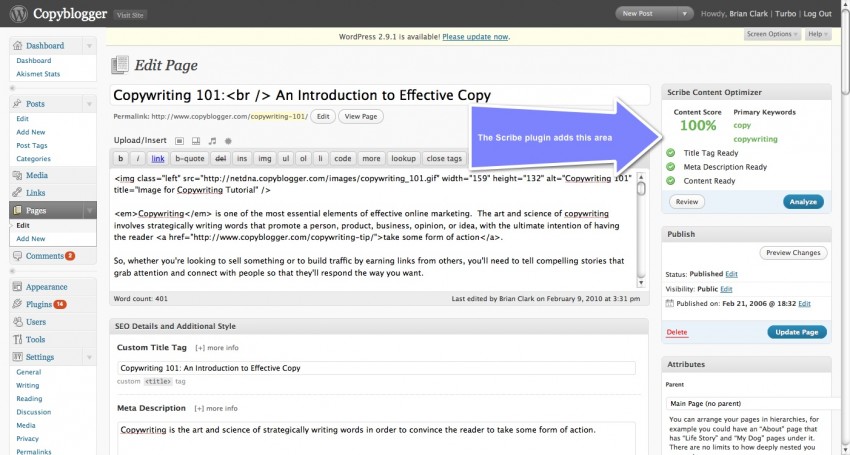 Copyblogger Visit Site
New Post
Howdy, Brian Clark | Turbo | Log Out
WordPress 2.9.1 is available! Please update now.
Screen Options
Help
Dashboard
Dashboard
Akismet Stats
Posts
Edit
Add New
Post Tags
Categories
Media
Links
Pages
Edit
Add New
Comments 3
Appearance
Plugins 14
Users
Tools
Settings
General
Writing
Reading
Discussion
Media
Privacy
Permalinks
Edit Page
Copywriting 101:<br /> An Introduction to Effective Copy
Permalink: http://www.copyblogger.com/copywriting-101/ Edit View Page
Upload/Insert
b i link b-quote del ins img ul ol li code more lookup close tags
<img class="left" src="http://netdna.copyblogger.com/images/copywriting_101.gif" width="159" height="132" alt="Copywriting 101"
title="Image for Copywriting Tutorial" />
<em>Copywriting</em> is one of the most essential elements of effective online marketing. The art and science of copywriting
involves strategically writing words that promote a person, product, business, opinion, or idea, with the ultimate intention of having
the reader <a href="http://www.copyblogger.com/copywriting-tip/">take some form of action</a>.
So, whether you're looking to sell something or to build traffic by earning links from others, you'll need to tell compelling stories that
grab attention and connect with people so that they'll respond the way you want.
Word count: 401
Last edited by Brian Clark on February 9, 2010 at 3:31 pm
SEO Details and Additional Style
Custom Title Tag [+] more info
Copywriting 101: An Introduction to Effective Copy
custom <title> tag
Meta Description [+] more info
Copywriting is the art and science of strategically writing words in order to convince the reader to take some form of action.
The Scribe plugin adds this area
Scribe Content Optimizer
Content Score
100%
Primary Keywords
copy
copywriting
Title Tag Ready
Meta Description Ready
Content Ready
Review
Analyze
Publish
Preview Changes
Status: Published Edit
Visibility: Public Edit
Published on: Feb 21, 2006 @ 18:32 Edit
Delete
Update Page
Attributes
Parent
Main Page (no parent)
You can arrange your pages in hierarchies, for
example you could have an "About" page that
has "Life Story" and "My Dog" pages under it.
There are no limits to how deeply nested you